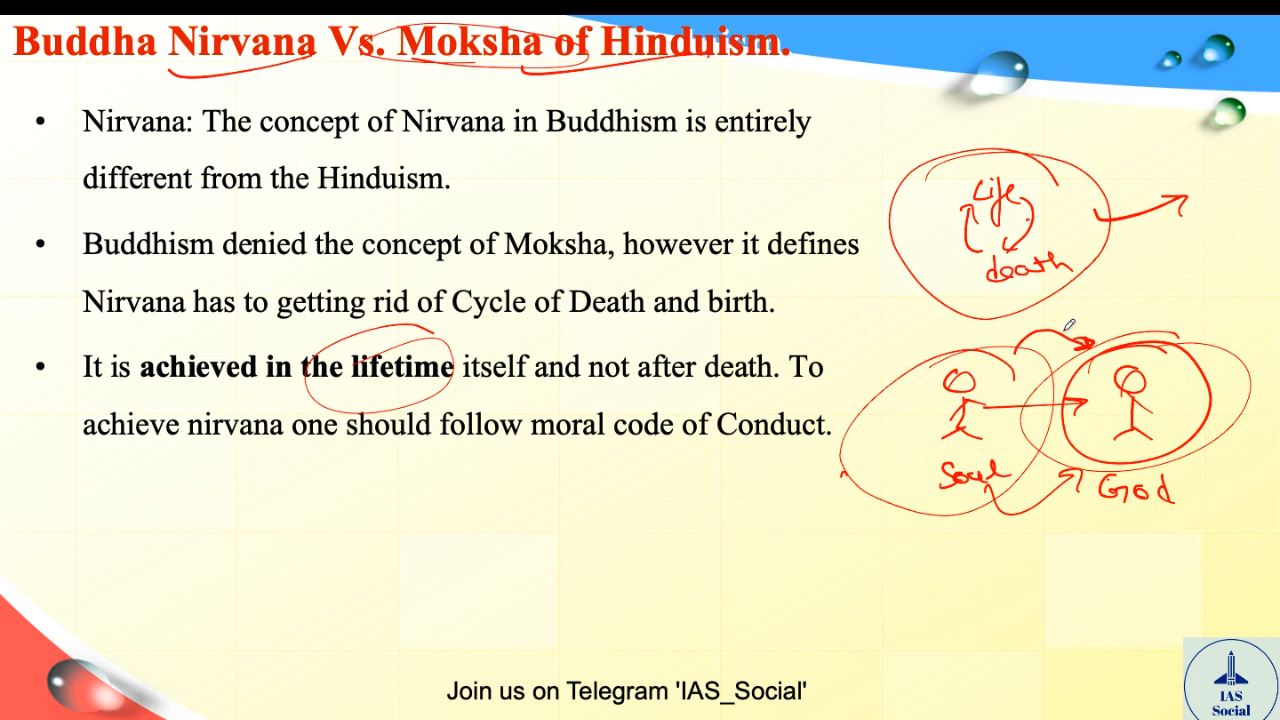 Buddha Nirvana Vs. Moksha of Hinduism.
• Nirvana: The concept of Nirvana in Buddhism is entirely
different from the Hinduism.
• Buddhism denied the concept of Moksha, however it defines
Nirvana has to getting rid of Cycle of Death and birth.
• It is achieved in the lifetime itself and not after death. To
achieve nirvana one should follow moral code of Conduct.
Life
death
Soul
God
Join us on Telegram 'IAS_Social'
IAS
Social